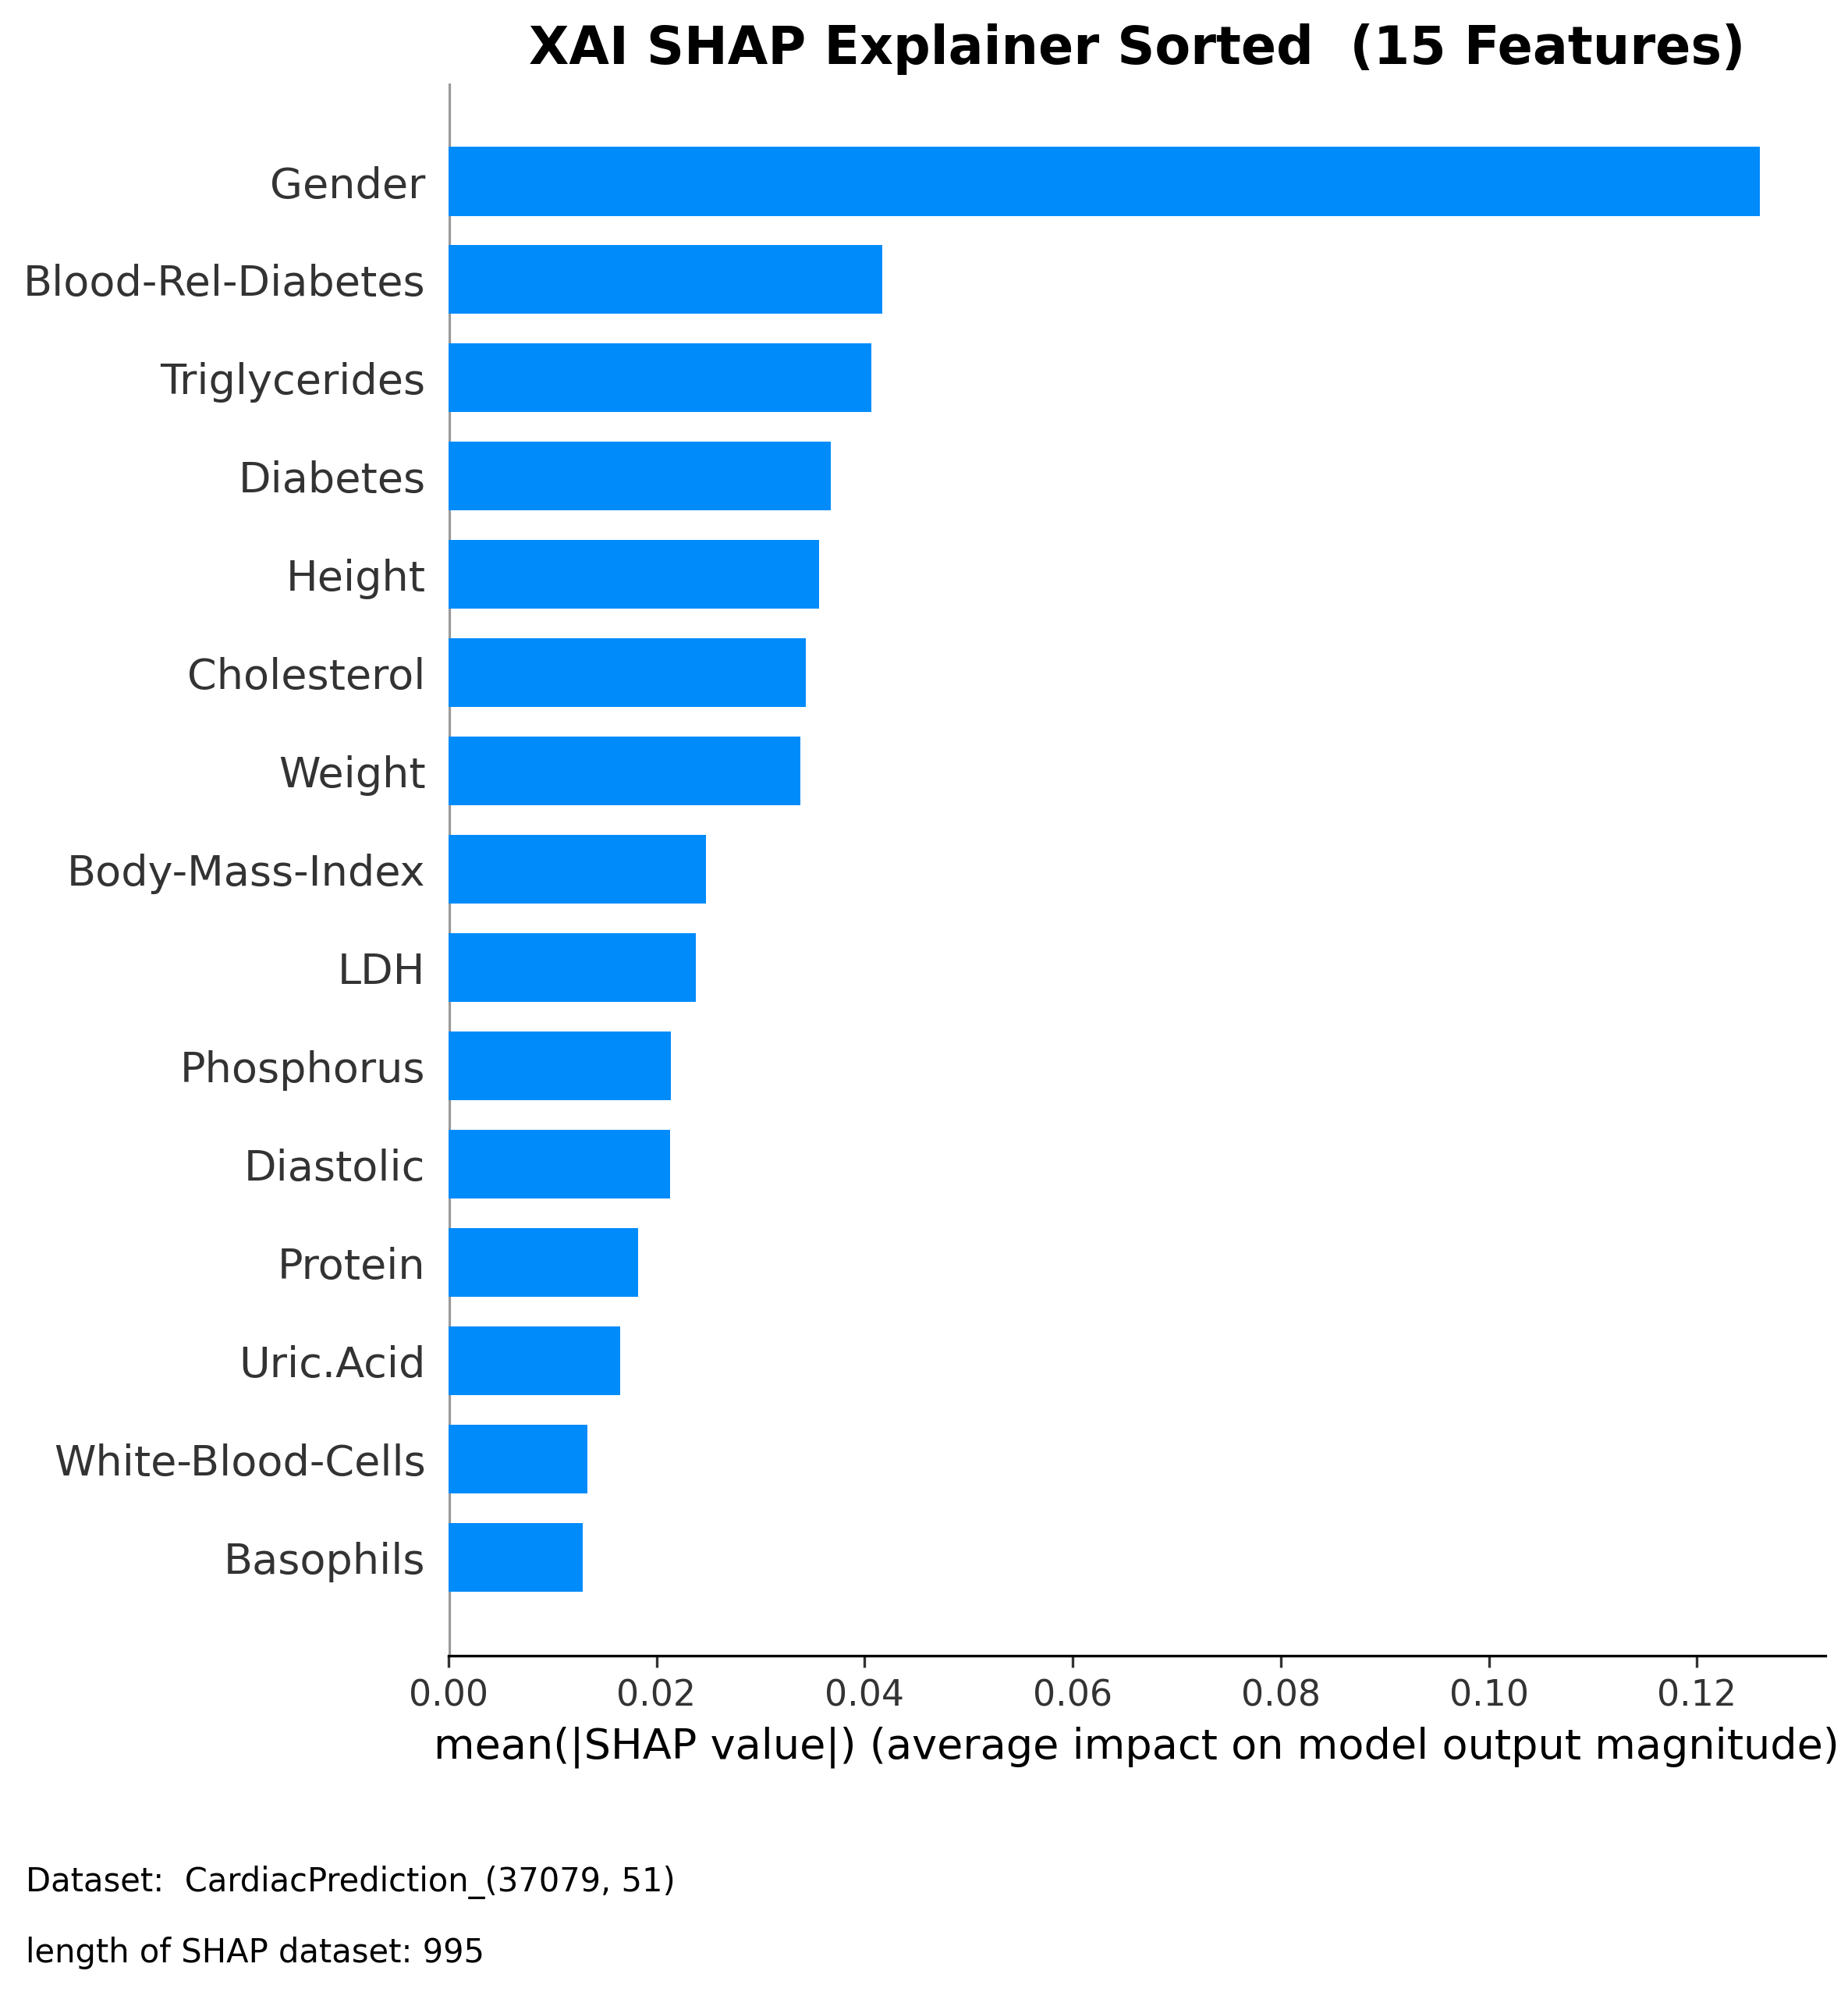 XAI SHAP Explainer Sorted  (15 Features)
Gender
Blood-Rel-Diabetes
Triglycerides
Diabetes
Height
Cholesterol
Weight
Body-Mass-Index
LDH
Phosphorus
Diastolic
Protein
Uric.Acid
White-Blood-Cells
Basophils
0.00 0.02 0.04 0.06 0.08 0.10 0.12
mean(|SHAP value|) (average impact on model output magnitude)
Dataset:  CardiacPrediction_(37079, 51)
length of SHAP dataset: 995